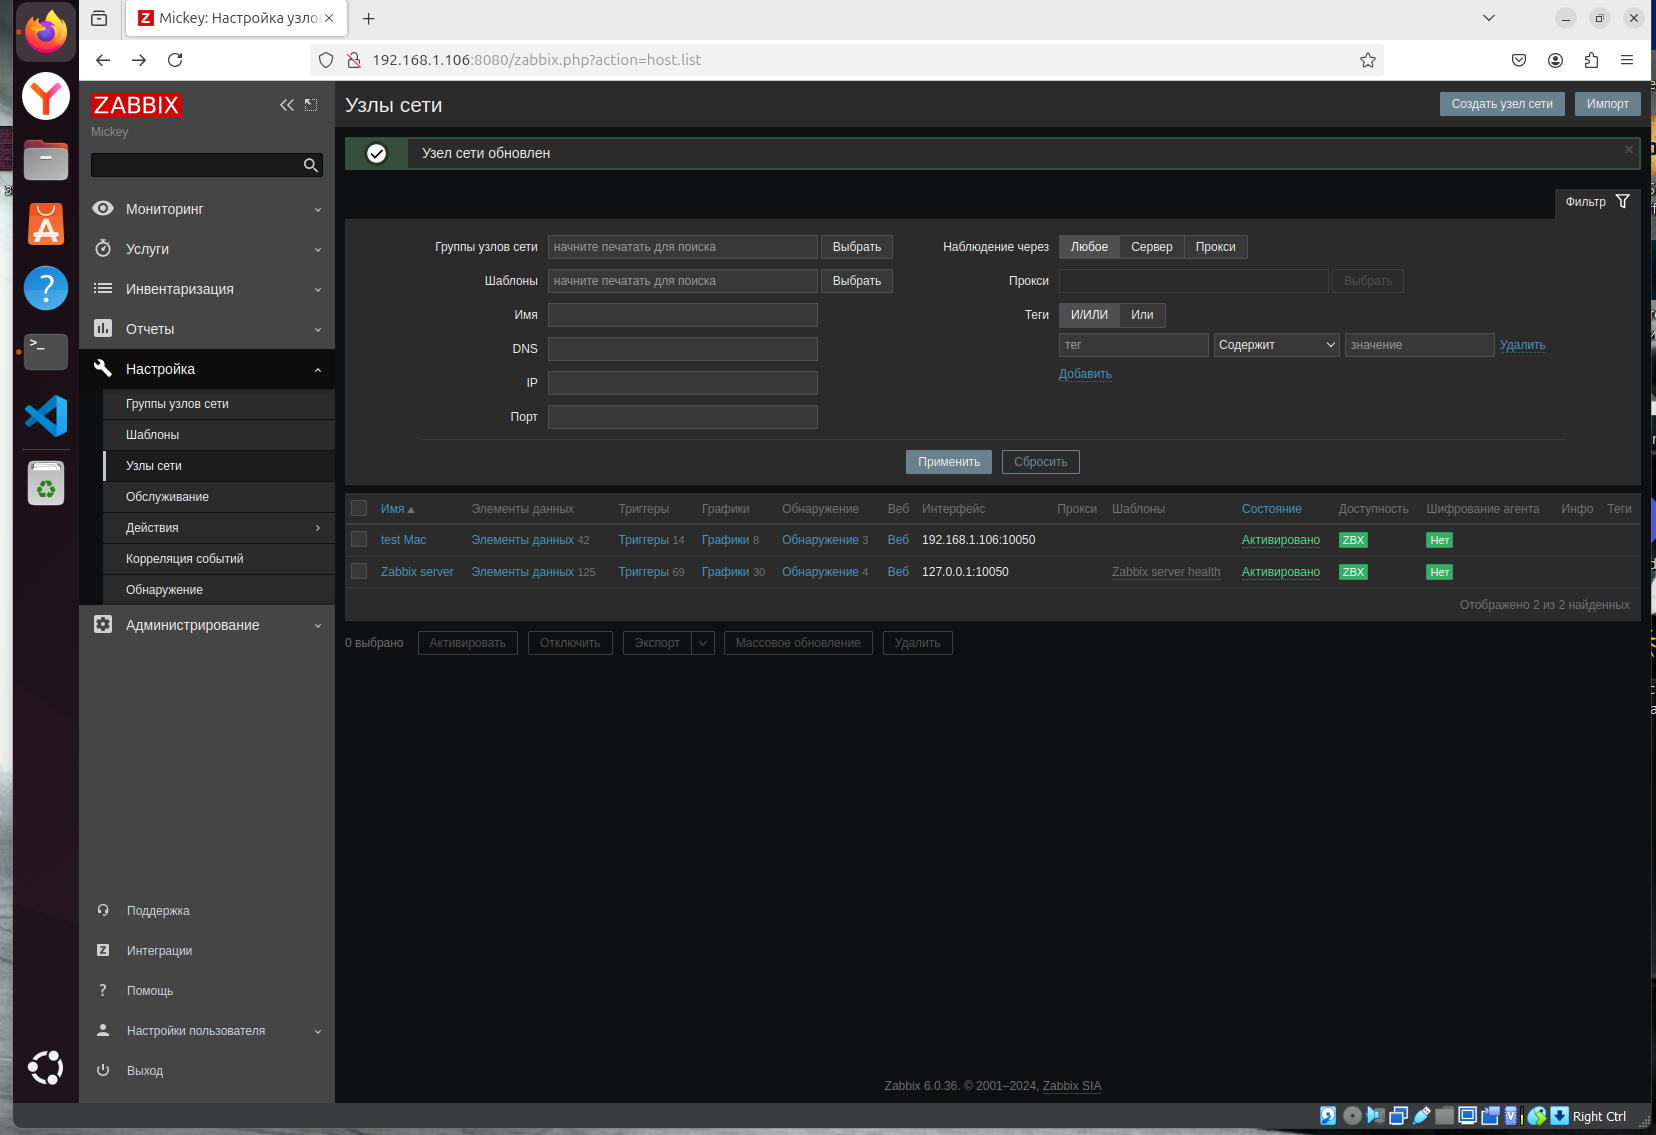 Mickey: Настройка узло
192.168.1.106:8080/zabbix.php?action=host.list
ZABBIX
Mickey
Мониторинг
Услуги
Инвентаризация
Отчеты
Настройка
Группы узлов сети
Шаблоны
Узлы сети
Обслуживание
Действия
Корреляция событий
Обнаружение
Администрирование
Поддержка
Интеграции
Помощь
Настройки пользователя
Выход
Узлы сети
Создать узел сети Импорт
Узел сети обновлен
Фильтр
Группы узлов сети начните печатать для поиска Выбрать Наблюдение через Любое Сервер Прокси
Шаблоны начните печатать для поиска Выбрать Прокси Выбрать
Имя Теги И/ИЛИ Или
DNS тег Содержит значение Удалить
Добавить
IP
Порт
Применить Сбросить
Имя Элементы данных Триггеры Графики Обнаружение Веб Интерфейс Прокси Шаблоны Состояние Доступность Шифрование агента Инфо Теги
test Mac Элементы данных 42 Триггеры 14 Графики 8 Обнаружение 3 Веб 192.168.1.106:10050 Активировано ZBX Нет
Zabbix server Элементы данных 125 Триггеры 69 Графики 30 Обнаружение 4 Веб 127.0.0.1:10050 Zabbix server health Активировано ZBX Нет
Отображено 2 из 2 найденных
0 выбрано Активировать Отключить Экспорт Массовое обновление Удалить
Zabbix 6.0.36. © 2001–2024, Zabbix SIA
Right Ctrl